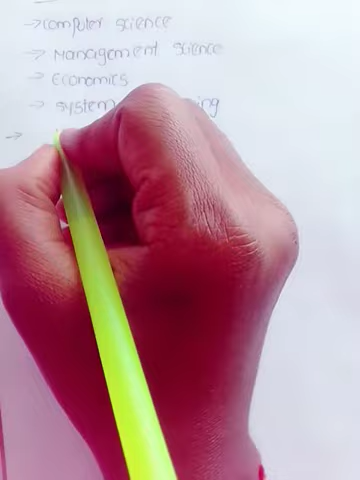 →computer science
→ Management science
→ Economics
→ system
→